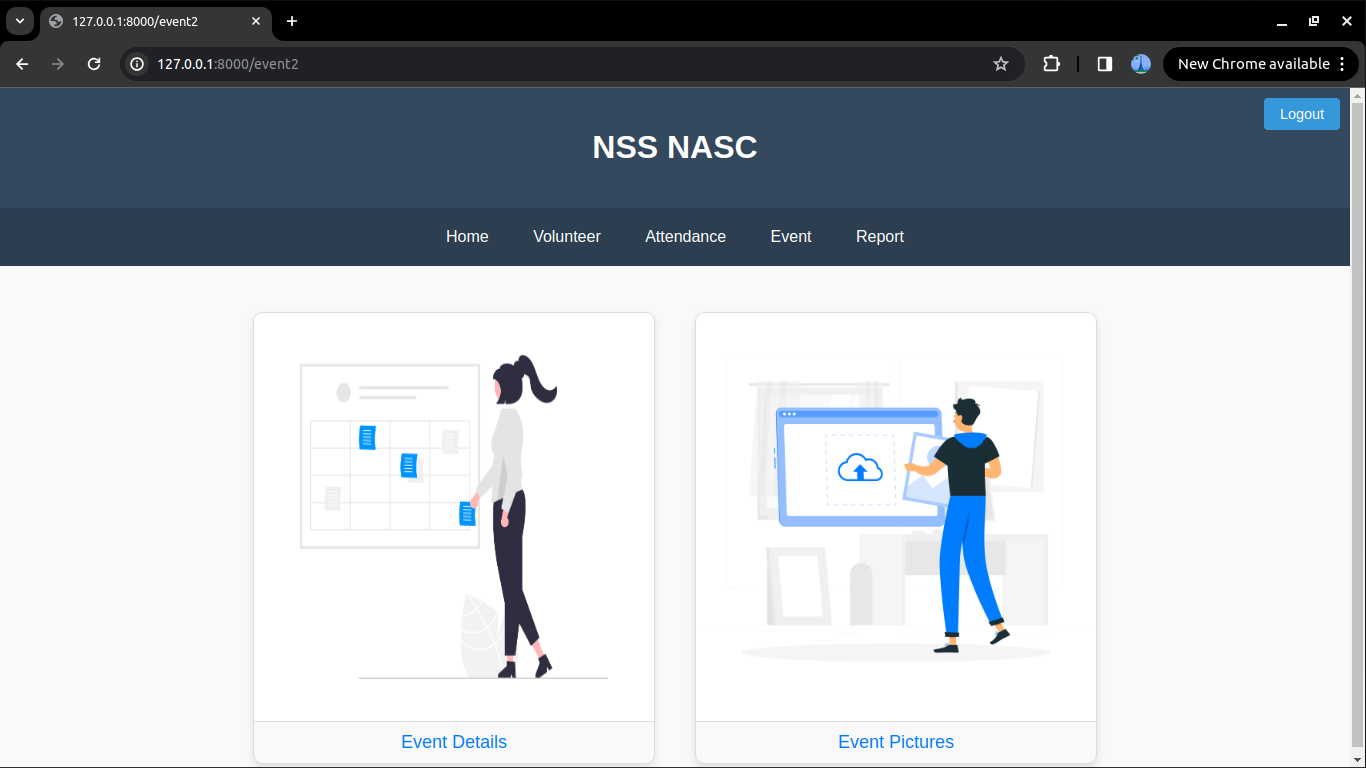 127.0.0.1:8000/event2
127.0.0.1:8000/event2
New Chrome available
Logout
NSS NASC
Home Volunteer Attendance Event Report
Event Details Event Pictures